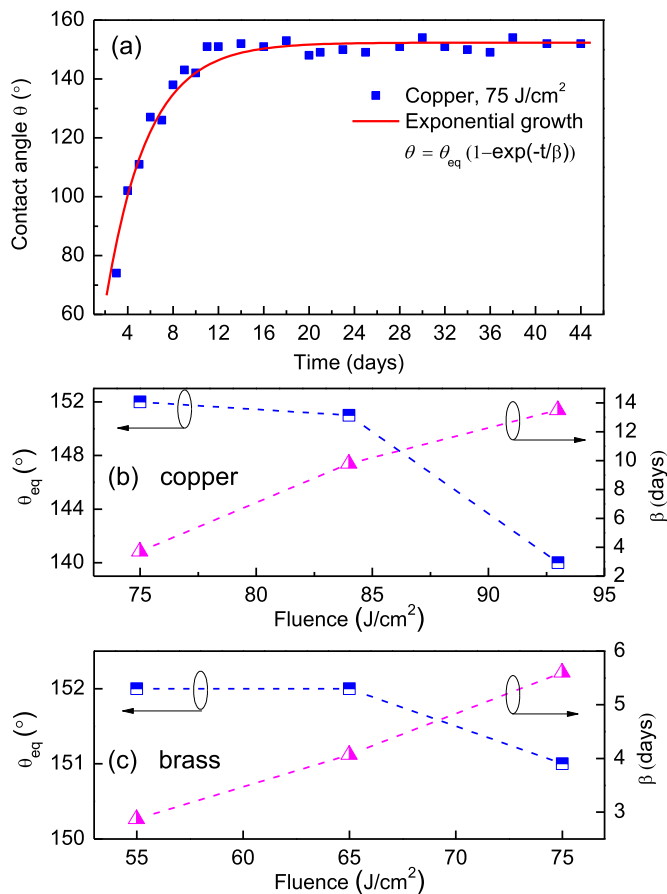 (a)
Contact angle θ (°)
160
140
120
100
80
60
Copper, 75 J/cm²
Exponential growth
θ = θeq (1−exp(-t/β))
4 8 12 16 20 24 28 32 36 40 44
Time (days)
θeq (°)
152
148
144
140
(b) copper
14
12
10
8
6
4
2
β (days)
75 80 85 90 95
Fluence (J/cm²)
θeq (°)
152
151
150
(c) brass
6
5
4
3
β (days)
55 60 65 70 75
Fluence (J/cm²)